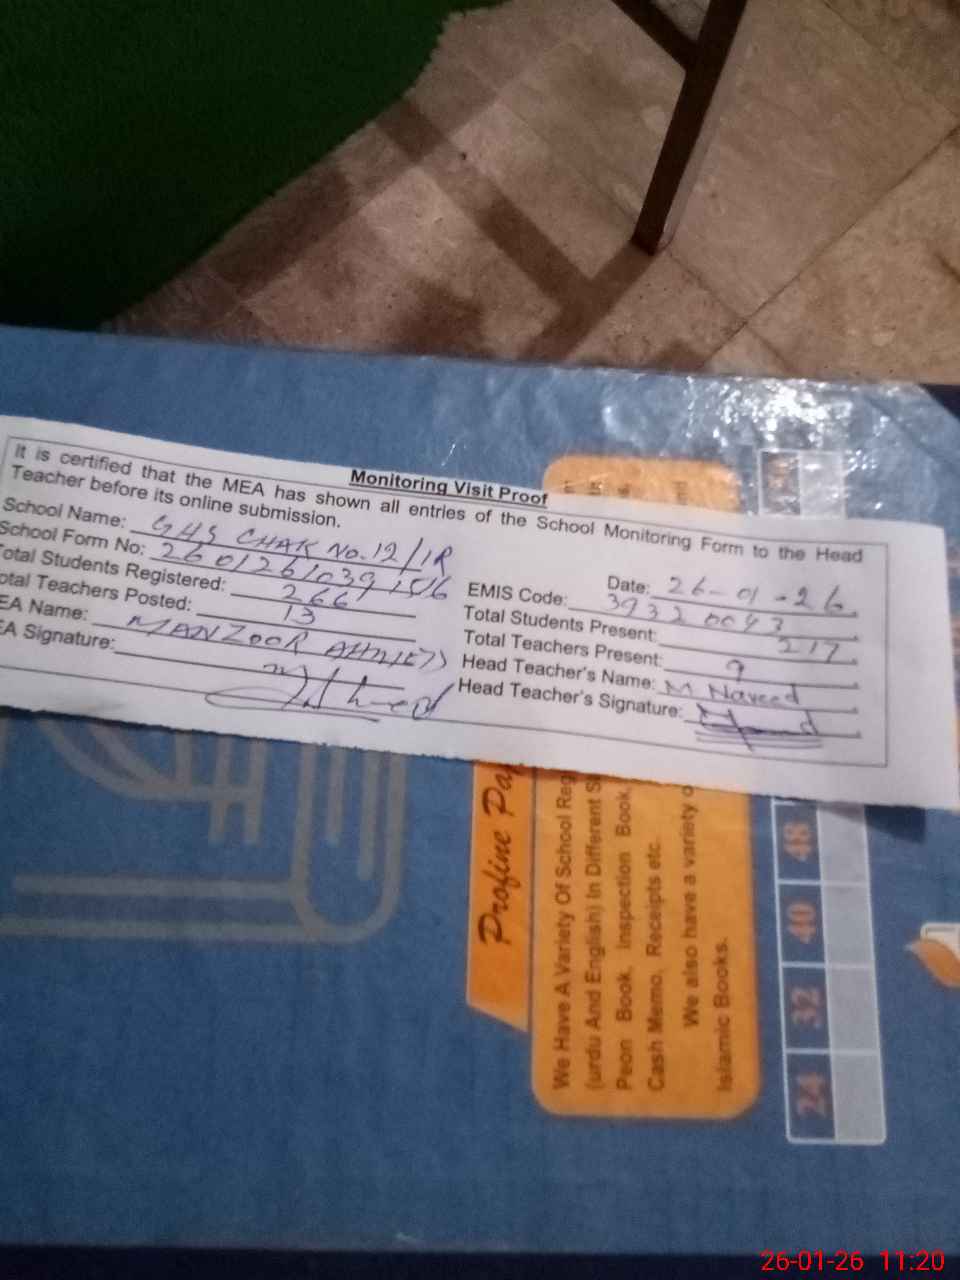 Monitoring Visit Proof
It is certified that the MEA has shown all entries of the School Monitoring Form to the Head
Teacher before its online submission.
School Name: GHS CHAK No. 12/1R
Date: 26-01-26
School Form No: 26012610391516
EMIS Code: 39320043
Total Students Registered: 266
Total Students Present: 217
otal Teachers Posted: 13
Total Teachers Present: 9
EA Name: MANZOOR AHMED
Head Teacher's Name: M Naveed
EA Signature:
Head Teacher's Signature:
Profine Pa
We Have A Variety Of School Reg
(urdu And English) In Different S
Peon Book, Inspection Book,
Cash Memo, Receipts etc.
We also have a variety o
Islamic Books.
24 32 40 48
26-01-26 11:20